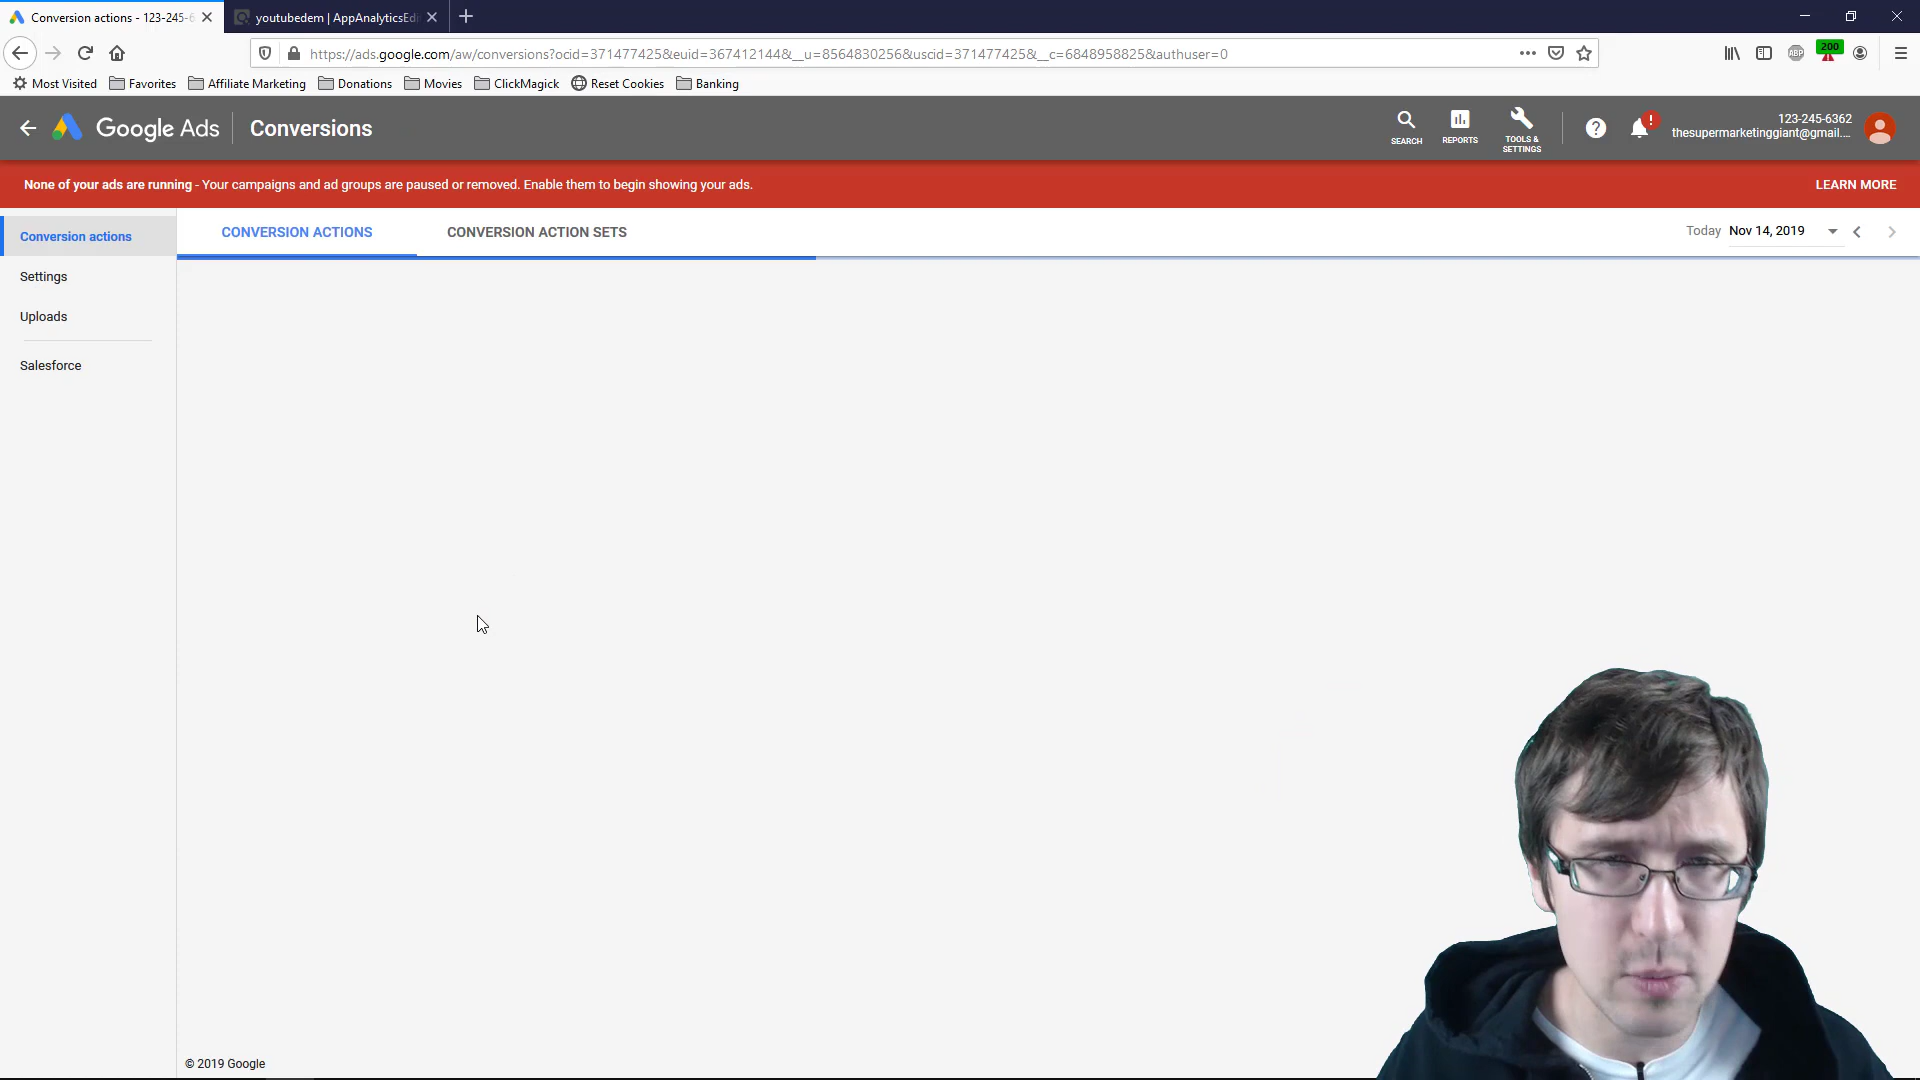 Conversion actions - 123-245-6
youtubedem | AppAnalyticsEdi
https://ads.google.com/aw/conversions?ocid=371477425&euid=367412144&__u=8564830256&uscid=371477425&__c=6848958825&authuser=0
200
ABP
Most Visited
Favorites
Affiliate Marketing
Donations
Movies
ClickMagick
Reset Cookies
Banking
Google Ads
Conversions
SEARCH
REPORTS
TOOLS &
SETTINGS
?
!
123-245-6362
thesupermarketinggiant@gmail....
None of your ads are running - Your campaigns and ad groups are paused or removed. Enable them to begin showing your ads.
LEARN MORE
Conversion actions
Settings
Uploads
Salesforce
CONVERSION ACTIONS
CONVERSION ACTION SETS
Today
Nov 14, 2019
© 2019 Google